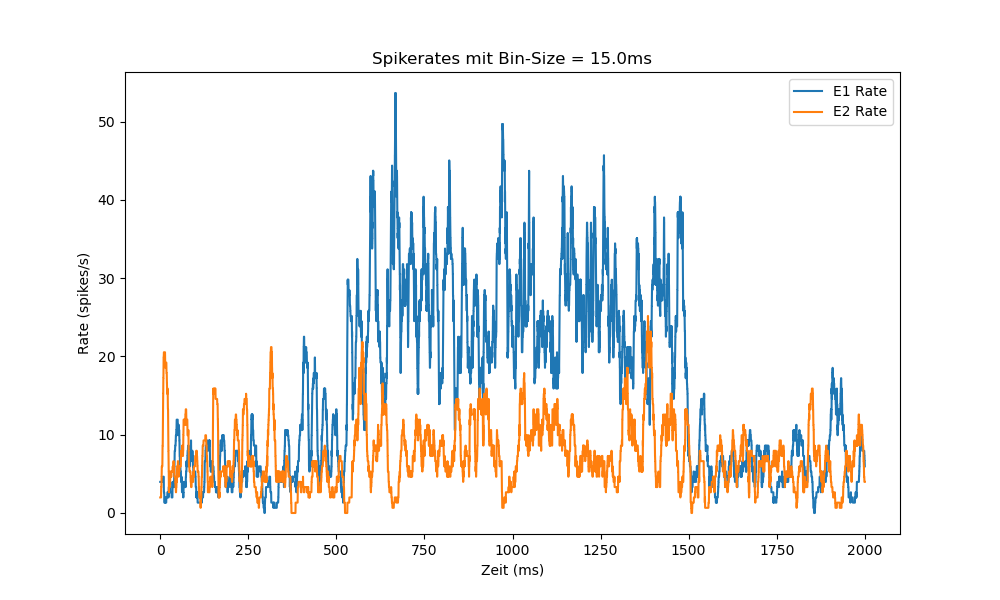 Spikerates mit Bin-Size = 15.0ms
E1 Rate
E2 Rate
50
40
30
20
10
0
Rate (spikes/s)
0 250 500 750 1000 1250 1500 1750 2000
Zeit (ms)